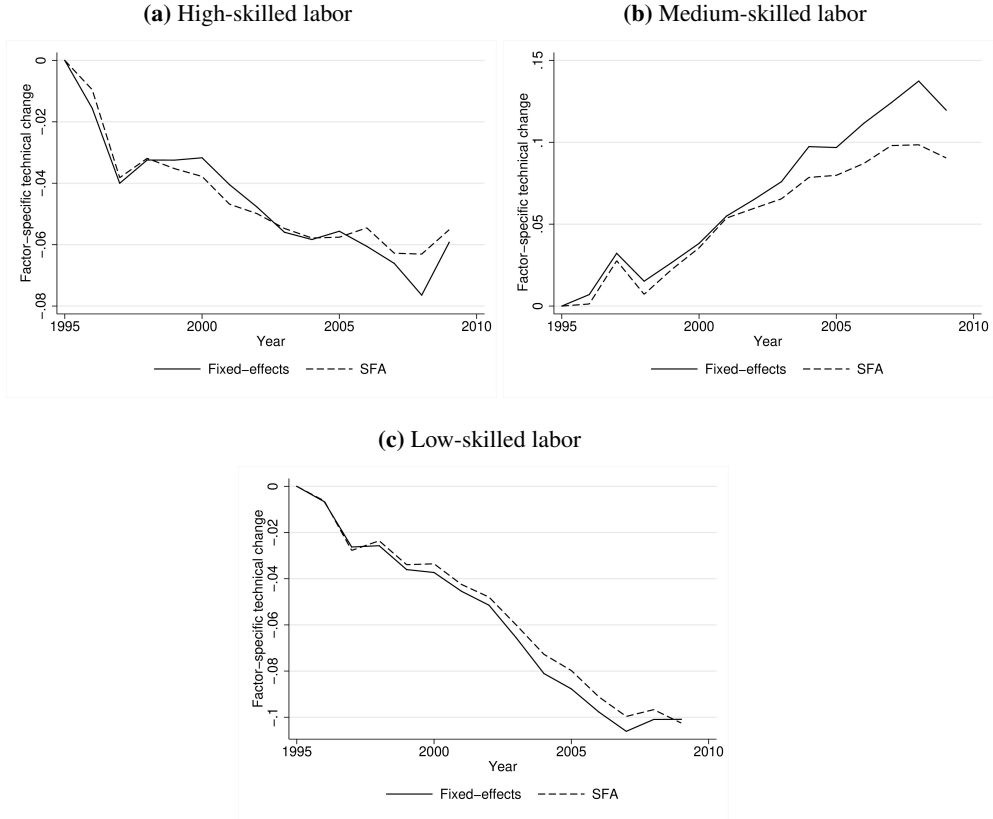 (a) High-skilled labor
Factor−specific technical change
0
−.02
−.04
−.06
−.08
1995 2000 2005 2010
Year
Fixed−effects SFA
(b) Medium-skilled labor
Factor−specific technical change
.15
.1
.05
0
1995 2000 2005 2010
Year
Fixed−effects SFA
(c) Low-skilled labor
Factor−specific technical change
0
−.02
−.04
−.06
−.08
−.1
1995 2000 2005 2010
Year
Fixed−effects SFA